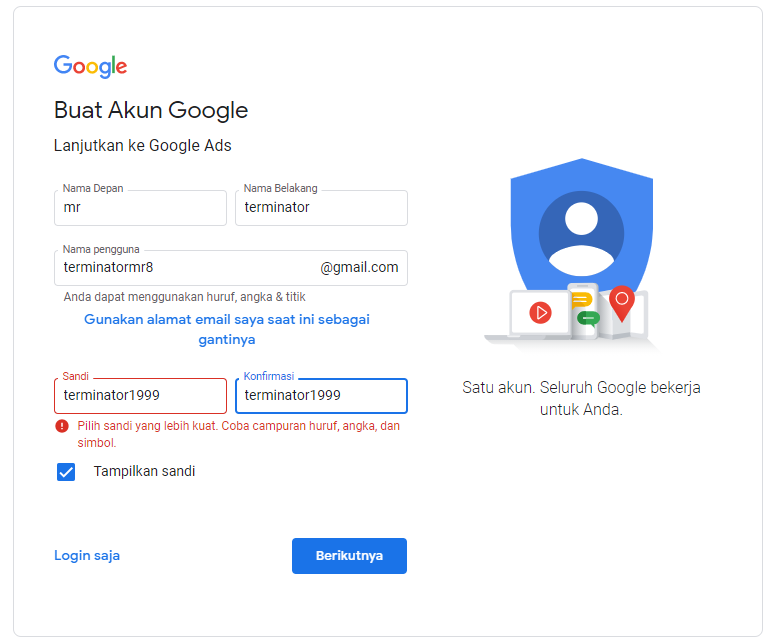 Google
Buat Akun Google
Lanjutkan ke Google Ads
Nama Depan
mr
Nama Belakang
terminator
Nama pengguna
terminatormr8
@gmail.com
Anda dapat menggunakan huruf, angka & titik
Gunakan alamat email saya saat ini sebagai
gantinya
Sandi
terminator1999
Konfirmasi
terminator1999
Pilih sandi yang lebih kuat. Coba campuran huruf, angka, dan
simbol.
Tampilkan sandi
Login saja
Berikutnya
Satu akun. Seluruh Google bekerja
untuk Anda.